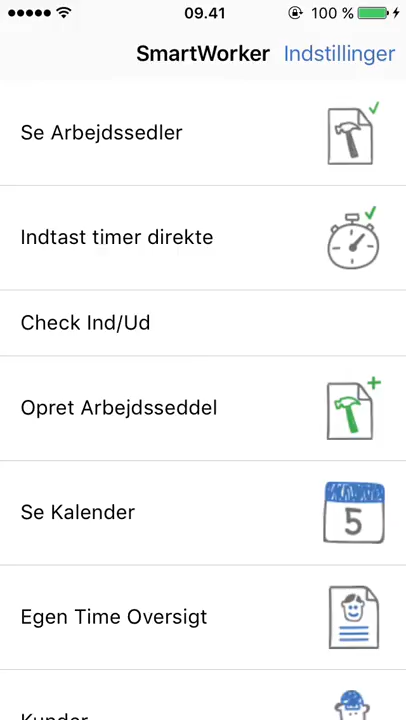 09.41
100 %
SmartWorker
Indstillinger
Se Arbejdssedler
Indtast timer direkte
Check Ind/Ud
Opret Arbejdsseddel
Se Kalender
5
Egen Time Oversigt
Kunder